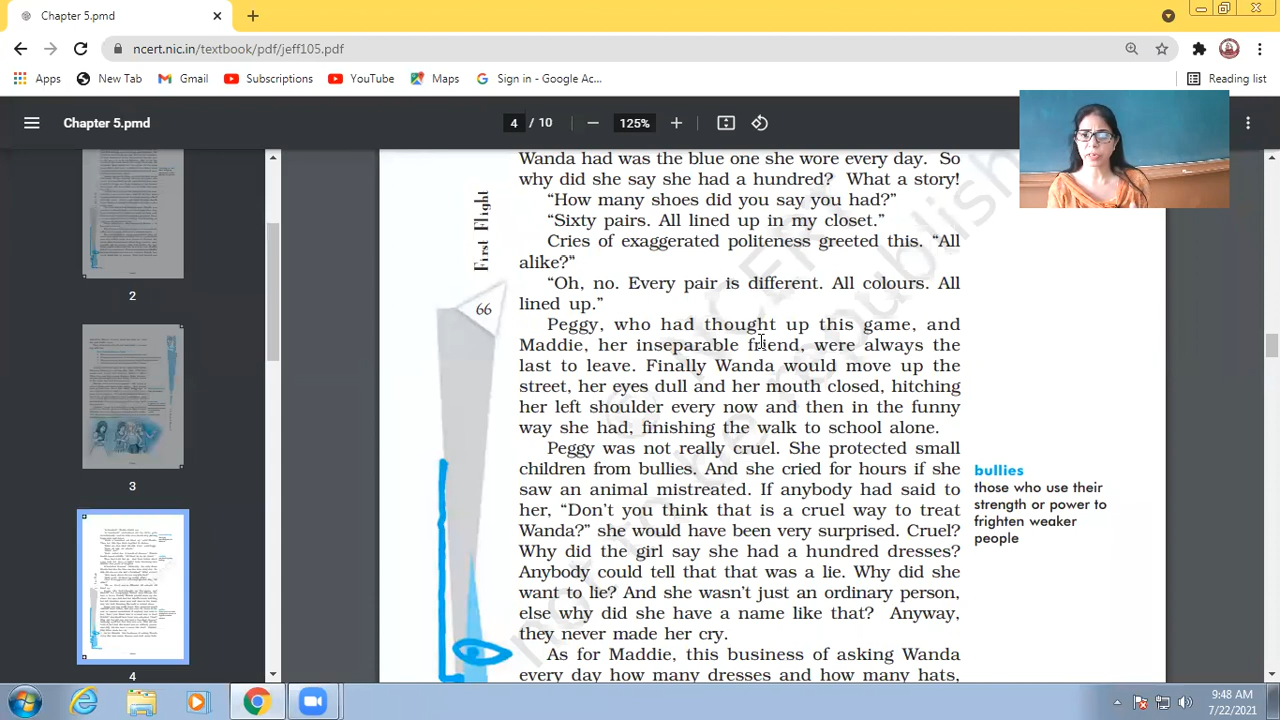 Chapter 5.pmd
ncert.nic.in/textbook/pdf/jeff105.pdf
Apps
New Tab
Gmail
Subscriptions
YouTube
Maps
Sign in - Google Ac...
Reading list
Chapter 5.pmd
4 / 10
125%
2
3
4
First Flight
66
Wanda had was the blue one she wore every day. So
why did she say she had a hundred? What a story!
“How many shoes did you say you had?”
“Sixty pairs. All lined up in my closet.”
Cries of exaggerated politeness greeted this. “All
alike?”
“Oh, no. Every pair is different. All colours. All
lined up.”
Peggy, who had thought up this game, and
Maddie, her inseparable friend, were always the
last to leave. Finally Wanda would move up the
street, her eyes dull and her mouth closed, hitching
her left shoulder every now and then in the funny
way she had, finishing the walk to school alone.
Peggy was not really cruel. She protected small
children from bullies. And she cried for hours if she
saw an animal mistreated. If anybody had said to
her, “Don’t you think that is a cruel way to treat
Wanda?” she would have been very surprised. Cruel?
Why did the girl say she had a hundred dresses?
Anybody could tell that that was a lie. Why did she
want to lie? And she wasn’t just an ordinary person,
else why did she have a name like that? Anyway,
they never made her cry.
As for Maddie, this business of asking Wanda
every day how many dresses and how many hats,
bullies
those who use their
strength or power to
frighten weaker
people
9:48 AM
7/22/2021